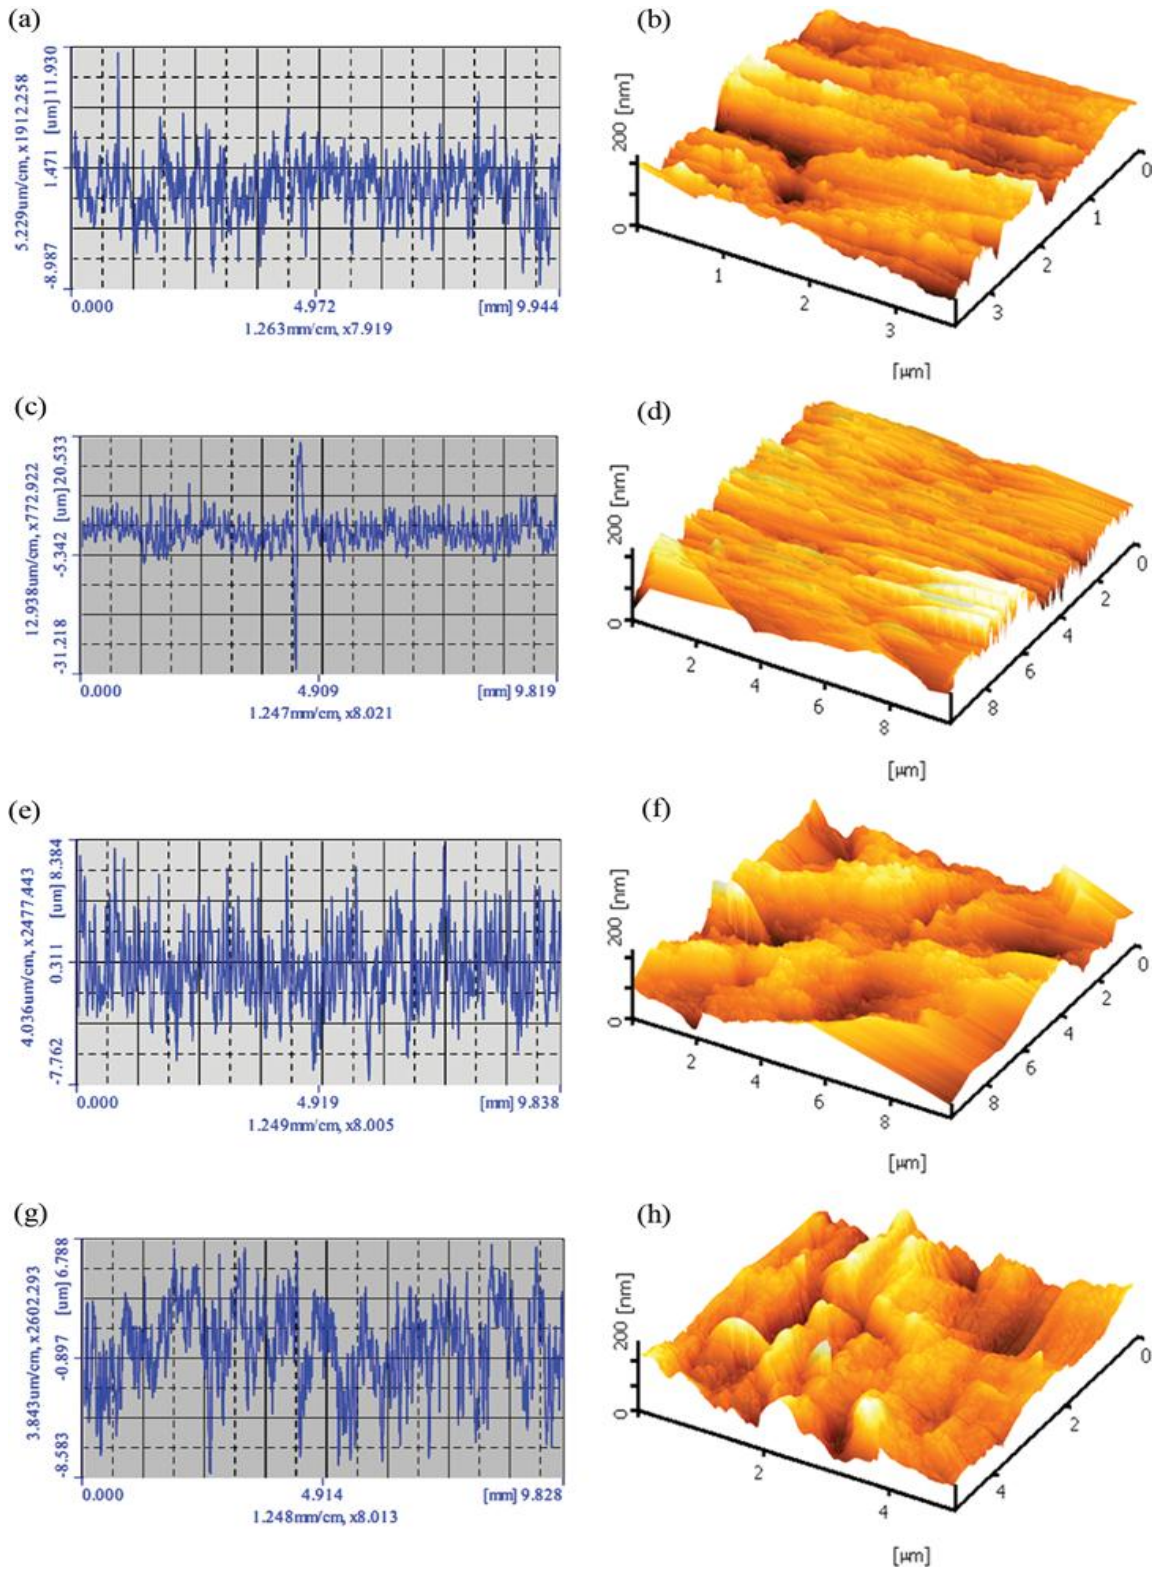 (a)
5.229um/cm, x1912.258
-8.987 1.471 [um] 11.930
0.000 4.972 [mm] 9.944
1.263mm/cm, x7.919
(b)
0 200 [nm]
1 2 3
3 2 1 0
[µm]
(c)
12.938um/cm, x772.922
-31.218 -5.342 [um] 20.533
0.000 4.909 [mm] 9.819
1.247mm/cm, x8.021
(d)
0 200 [nm]
2 4 6 8
8 6 4 2 0
[µm]
(e)
4.036um/cm, x2477.443
-7.762 0.311 [um] 8.384
0.000 4.919 [mm] 9.838
1.249mm/cm, x8.005
(f)
0 200 [nm]
2 4 6 8
8 6 4 2 0
[µm]
(g)
3.843um/cm, x2602.293
-8.583 -0.897 [um] 6.788
0.000 4.914 [mm] 9.828
1.248mm/cm, x8.013
(h)
0 200 [nm]
2 4
4 2 0
[µm]